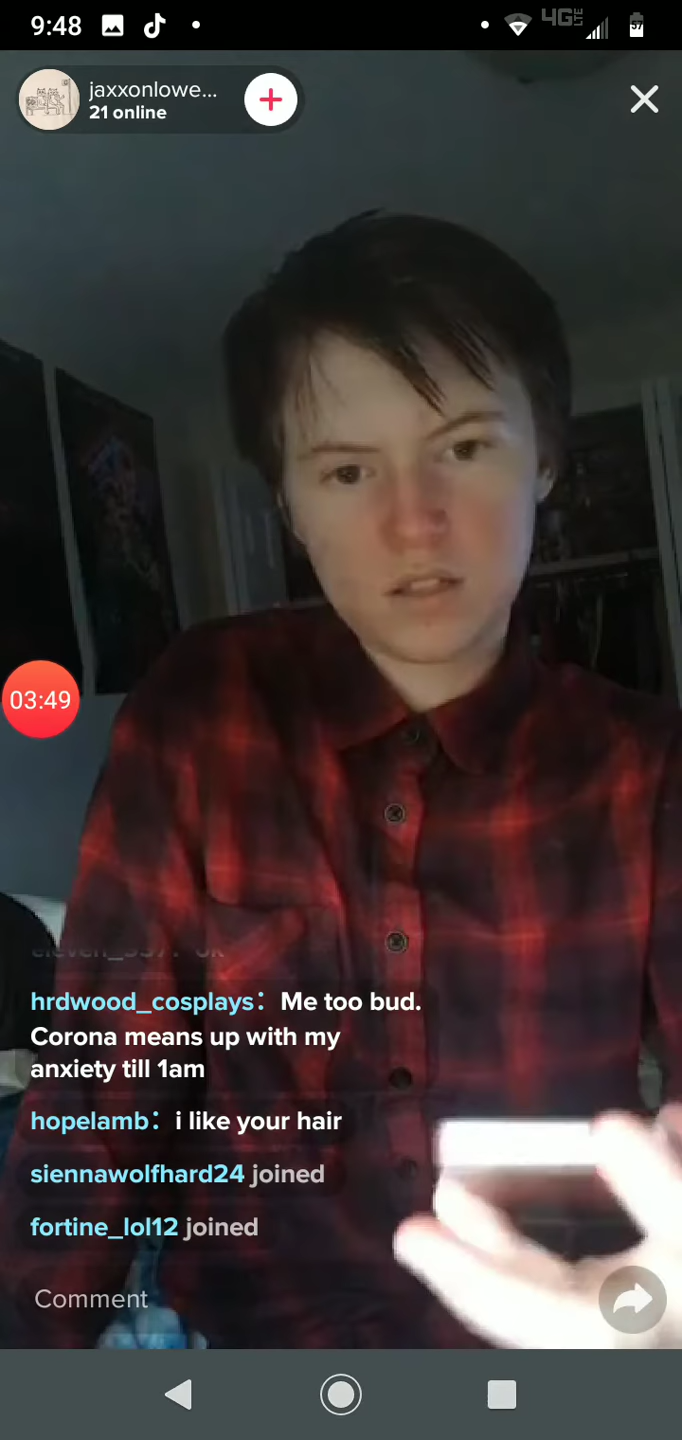 9:48
4G LTE
57
jaxxonlowe...
21 online
03:49
hrdwood_cosplays: Me too bud.
Corona means up with my
anxiety till 1am
hopelamb: i like your hair
siennawolfhard24 joined
fortine_lol12 joined
Comment